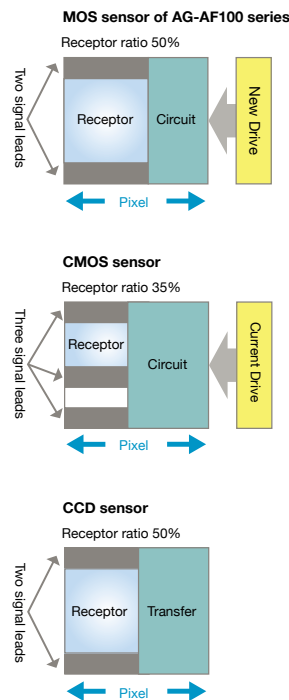 MOS sensor of AG-AF100 series
Receptor ratio 50%
Two signal leads
Receptor
Circuit
New Drive
Pixel
CMOS sensor
Receptor ratio 35%
Three signal leads
Receptor
Circuit
Current Drive
Pixel
CCD sensor
Receptor ratio 50%
Two signal leads
Receptor
Transfer
Pixel